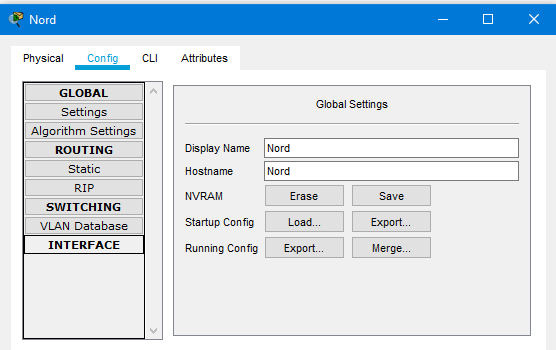 Nord
Physical Config CLI Attributes
GLOBAL
Settings
Algorithm Settings
ROUTING
Static
RIP
SWITCHING
VLAN Database
INTERFACE
Global Settings
Display Name Nord
Hostname Nord
NVRAM Erase Save
Startup Config Load... Export...
Running Config Export... Merge...